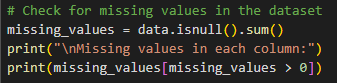 # Check for missing values in the dataset
missing_values = data.isnull().sum()
print("\nMissing values in each column:")
print(missing_values[missing_values > 0])